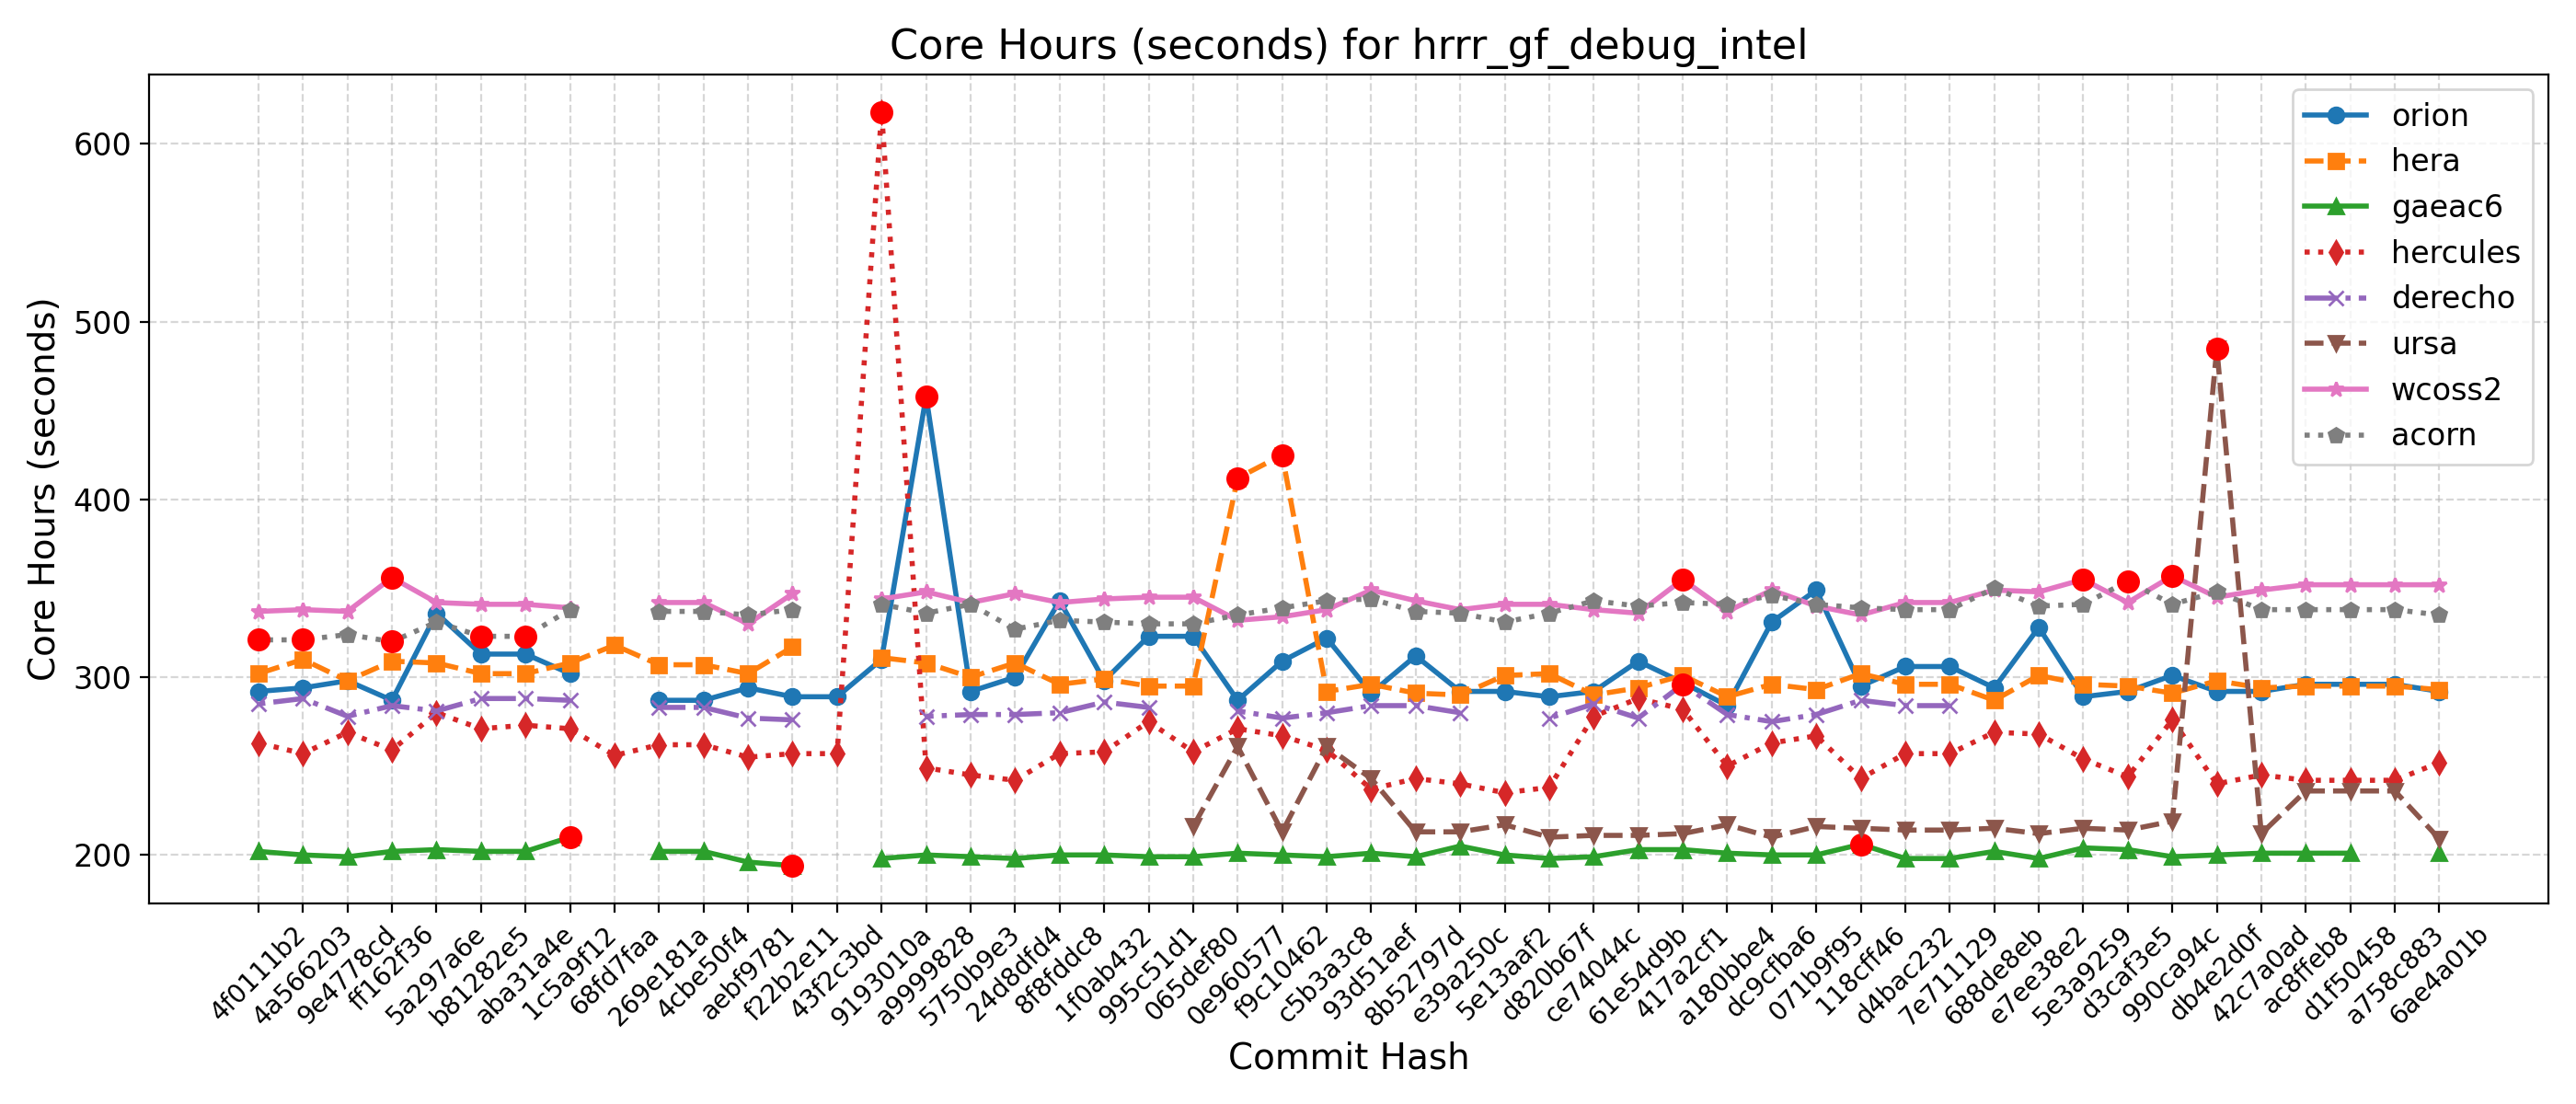 Core Hours (seconds) for hrrr_gf_debug_intel
Core Hours (seconds)
600
500
400
300
200
orion
hera
gaeac6
hercules
derecho
ursa
wcoss2
acorn
4f0111b2
4a566203
9e4778cd
ff162f36
5a297a6e
b81282e5
aba31a4e
1c5a9f12
68fd7faa
269e181a
4cbe50f4
aebf9781
f22b2e11
43f2c3bd
9193010a
a9999828
5750b9e3
24d8dfd4
8f8fddc8
1f0ab432
995c51d1
065def80
0e960577
f9c10462
c5b3a3c8
93d51aef
8b52797d
e39a250c
5e13aaf2
d820b67f
ce74044c
61e54d9b
417a2cf1
a180bbe4
dc9cfba6
071b9f95
118cff46
d4bac232
7e711129
688de8eb
e7ee38e2
5e3a9259
d3caf3e5
990ca94c
db4e2d0f
42c7a0ad
ac8ffeb8
d1f50458
a758c883
6ae4a01b
Commit Hash